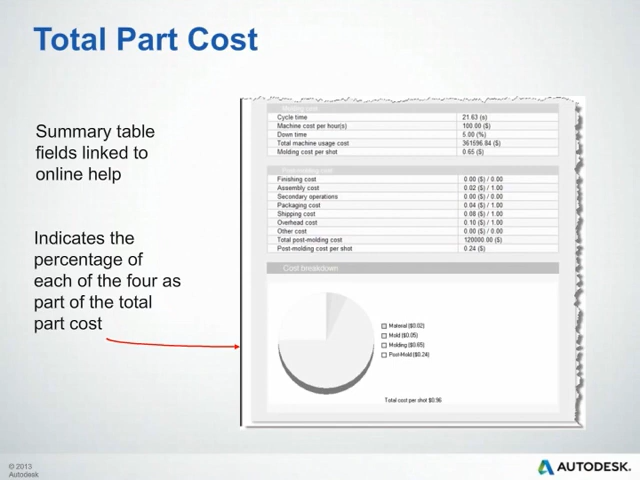 Total Part Cost
Summary table
fields linked to
online help
Indicates the
percentage of
each of the four as
part of the total
part cost
Molding cost
Cycle time 21.63 (s)
Machine cost per hour(s) 100.00 ($)
Down time 5.00 (%)
Total machine usage cost 361596.84 ($)
Molding cost per shot 0.65 ($)
Post-molding cost
Finishing cost 0.00 ($) / 0.00
Assembly cost 0.02 ($) / 1.00
Secondary operations 0.00 ($) / 0.00
Packaging cost 0.04 ($) / 1.00
Shipping cost 0.08 ($) / 1.00
Overhead cost 0.10 ($) / 1.00
Other cost 0.00 ($) / 0.00
Total post-molding cost 120000.00 ($)
Post-molding cost per shot 0.24 ($)
Cost breakdown
Material ($0.02)
Mold ($0.05)
Molding ($0.65)
Post-Mold ($0.24)
Total cost per shot $0.96
© 2013
Autodesk
AUTODESK.